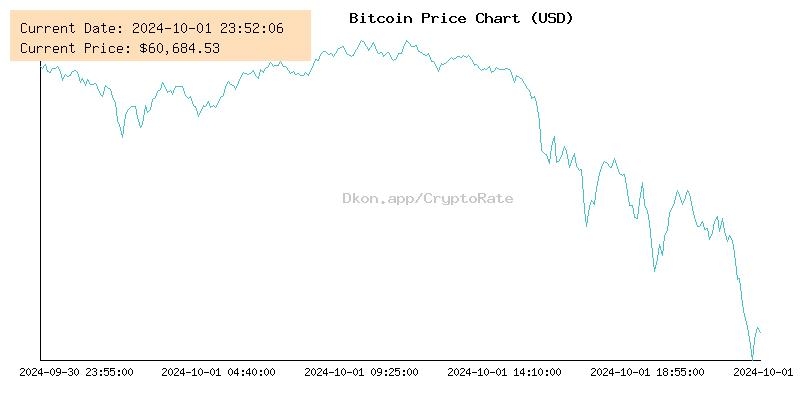 Bitcoin Price Chart (USD)
Current Date: 2024-10-01 23:52:06
Current Price: $60,684.53
Dkon.app/CryptoRate
2024-09-30 23:55:00 2024-10-01 04:40:00 2024-10-01 09:25:00 2024-10-01 14:10:00 2024-10-01 18:55:00 2024-10-01